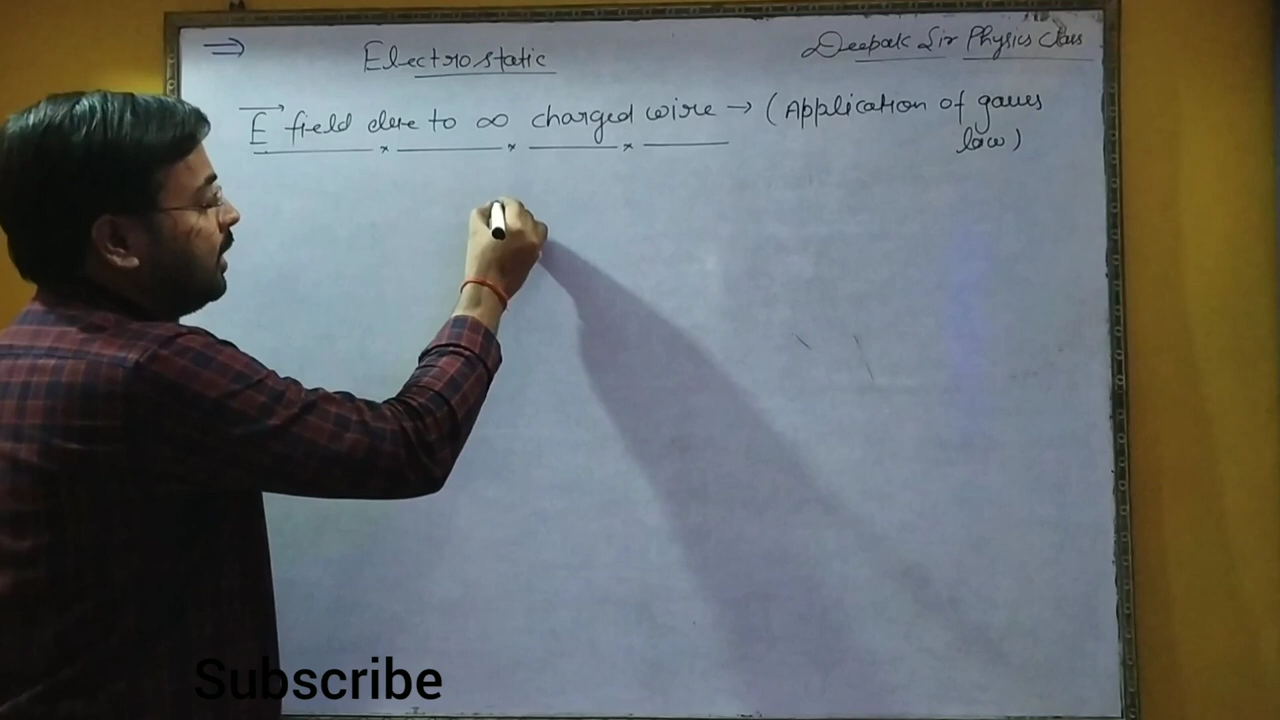 ⇒ Electrostatic
Deepak Sir Physics Class
E⃗ field due to ∞ charged wire → (Application of gauss
law)
Subscribe